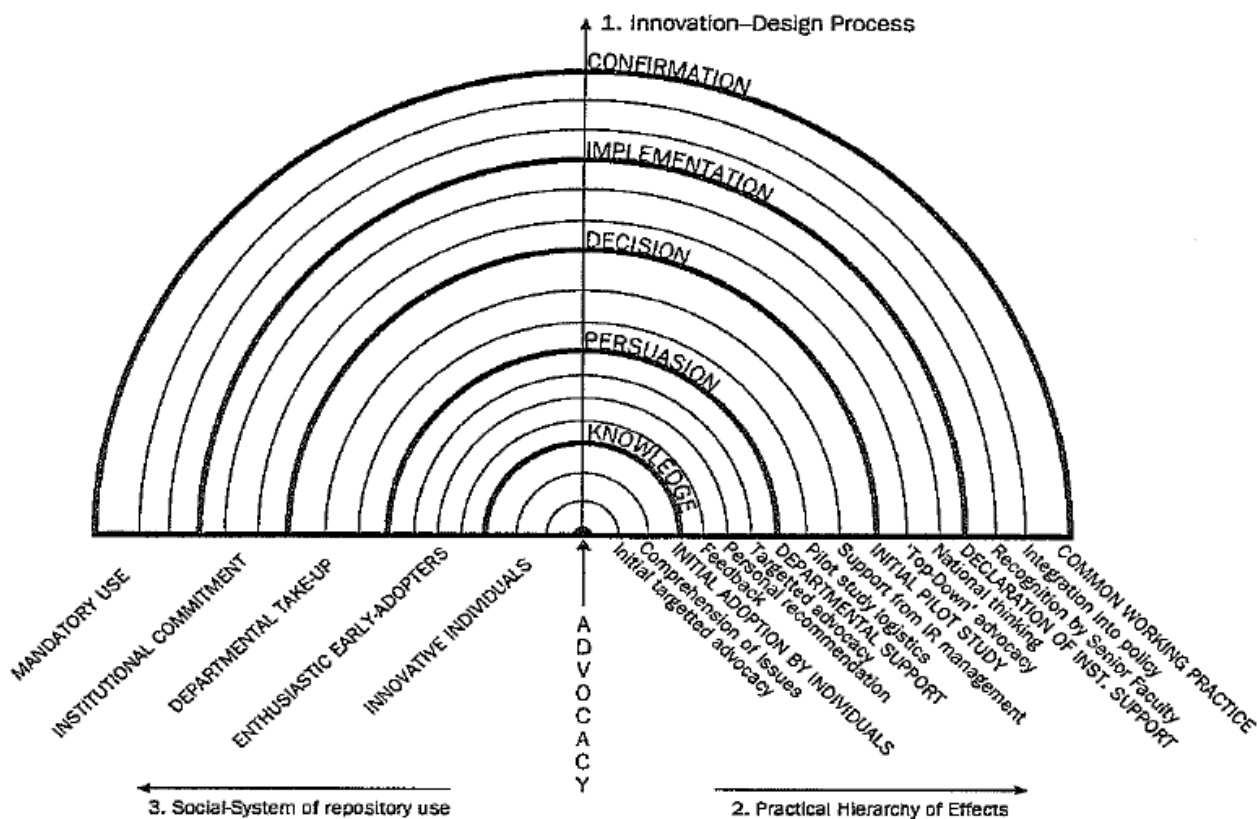 1. Innovation–Design Process
CONFIRMATION
IMPLEMENTATION
DECISION
PERSUASION
KNOWLEDGE
MANDATORY USE
INSTITUTIONAL COMMITMENT
DEPARTMENTAL TAKE-UP
ENTHUSIASTIC EARLY-ADOPTERS
INNOVATIVE INDIVIDUALS
ADVOCACY
Initial targetted advocacy
Comprehension of issues
INITIAL ADOPTION BY INDIVIDUALS
Feedback
Personal recommendation
Targetted advocacy
DEPARTMENTAL SUPPORT
Pilot study logistics
Support from IR management
INITIAL PILOT STUDY
'Top-Down' advocacy
National thinking
DECLARATION OF INST. SUPPORT
Recognition by Senior Faculty
Integration into policy
COMMON WORKING PRACTICE
3. Social-System of repository use
2. Practical Hierarchy of Effects